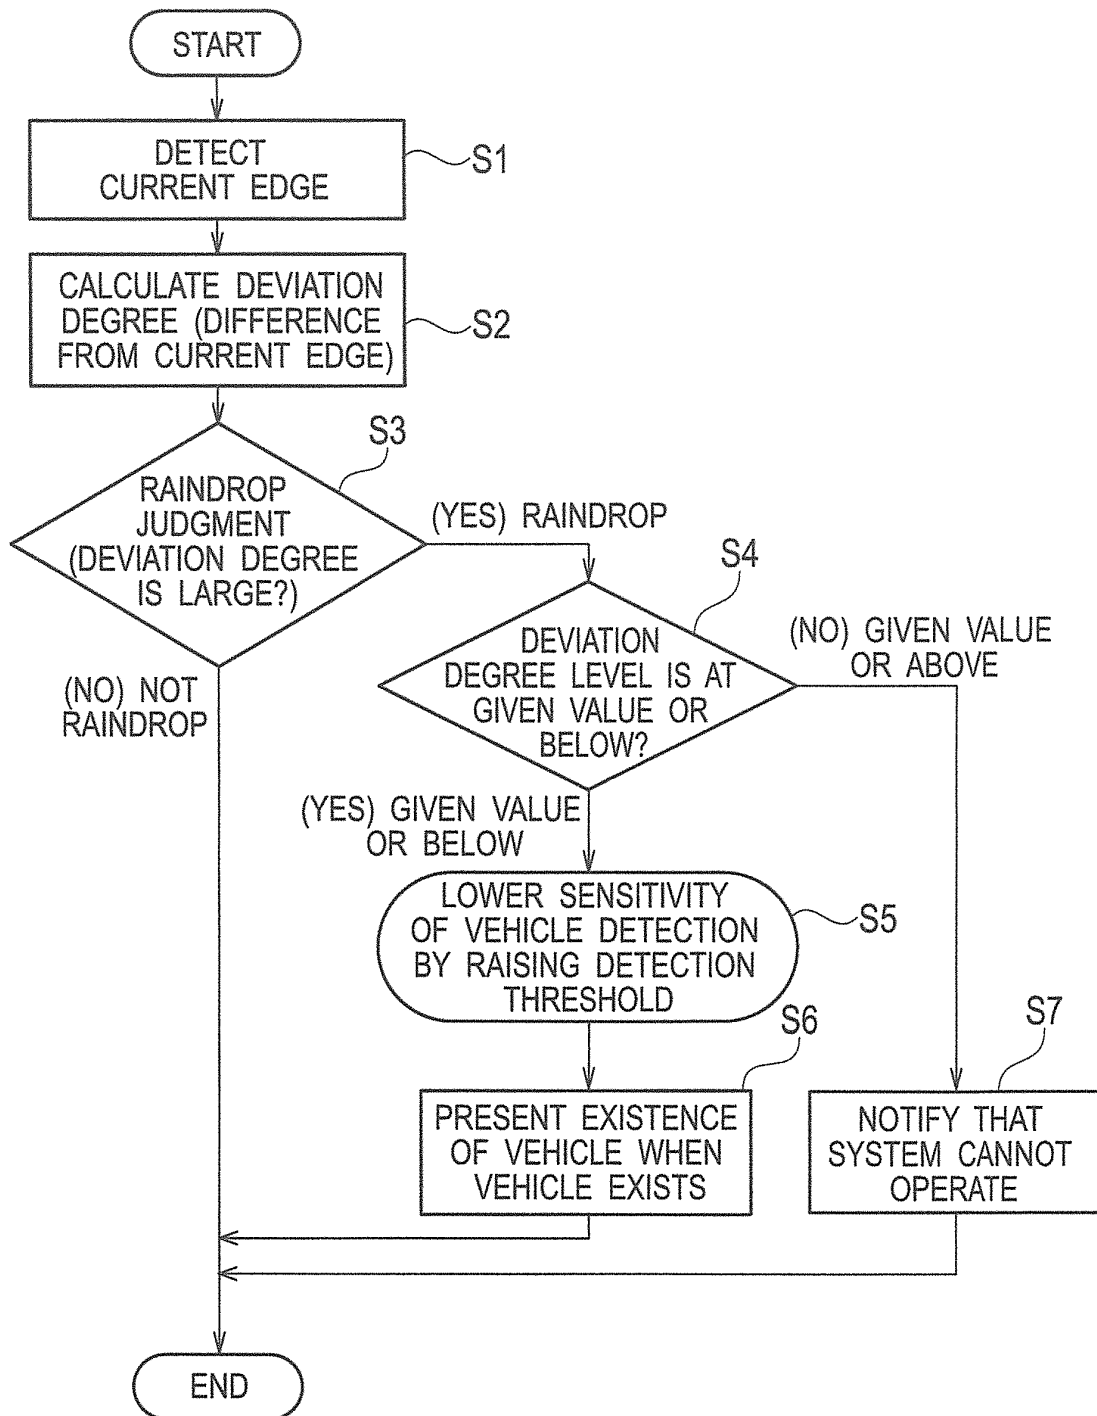 START
DETECT
CURRENT EDGE
S1
CALCULATE DEVIATION
DEGREE (DIFFERENCE
FROM CURRENT EDGE)
S2
S3
RAINDROP
JUDGMENT
(DEVIATION DEGREE
IS LARGE?)
(YES) RAINDROP
(NO) NOT
RAINDROP
S4
DEVIATION
DEGREE LEVEL IS AT
GIVEN VALUE OR
BELOW?
(NO) GIVEN VALUE
OR ABOVE
(YES) GIVEN VALUE
OR BELOW
LOWER SENSITIVITY
OF VEHICLE DETECTION
BY RAISING DETECTION
THRESHOLD
S5
S6
PRESENT EXISTENCE
OF VEHICLE WHEN
VEHICLE EXISTS
S7
NOTIFY THAT
SYSTEM CANNOT
OPERATE
END